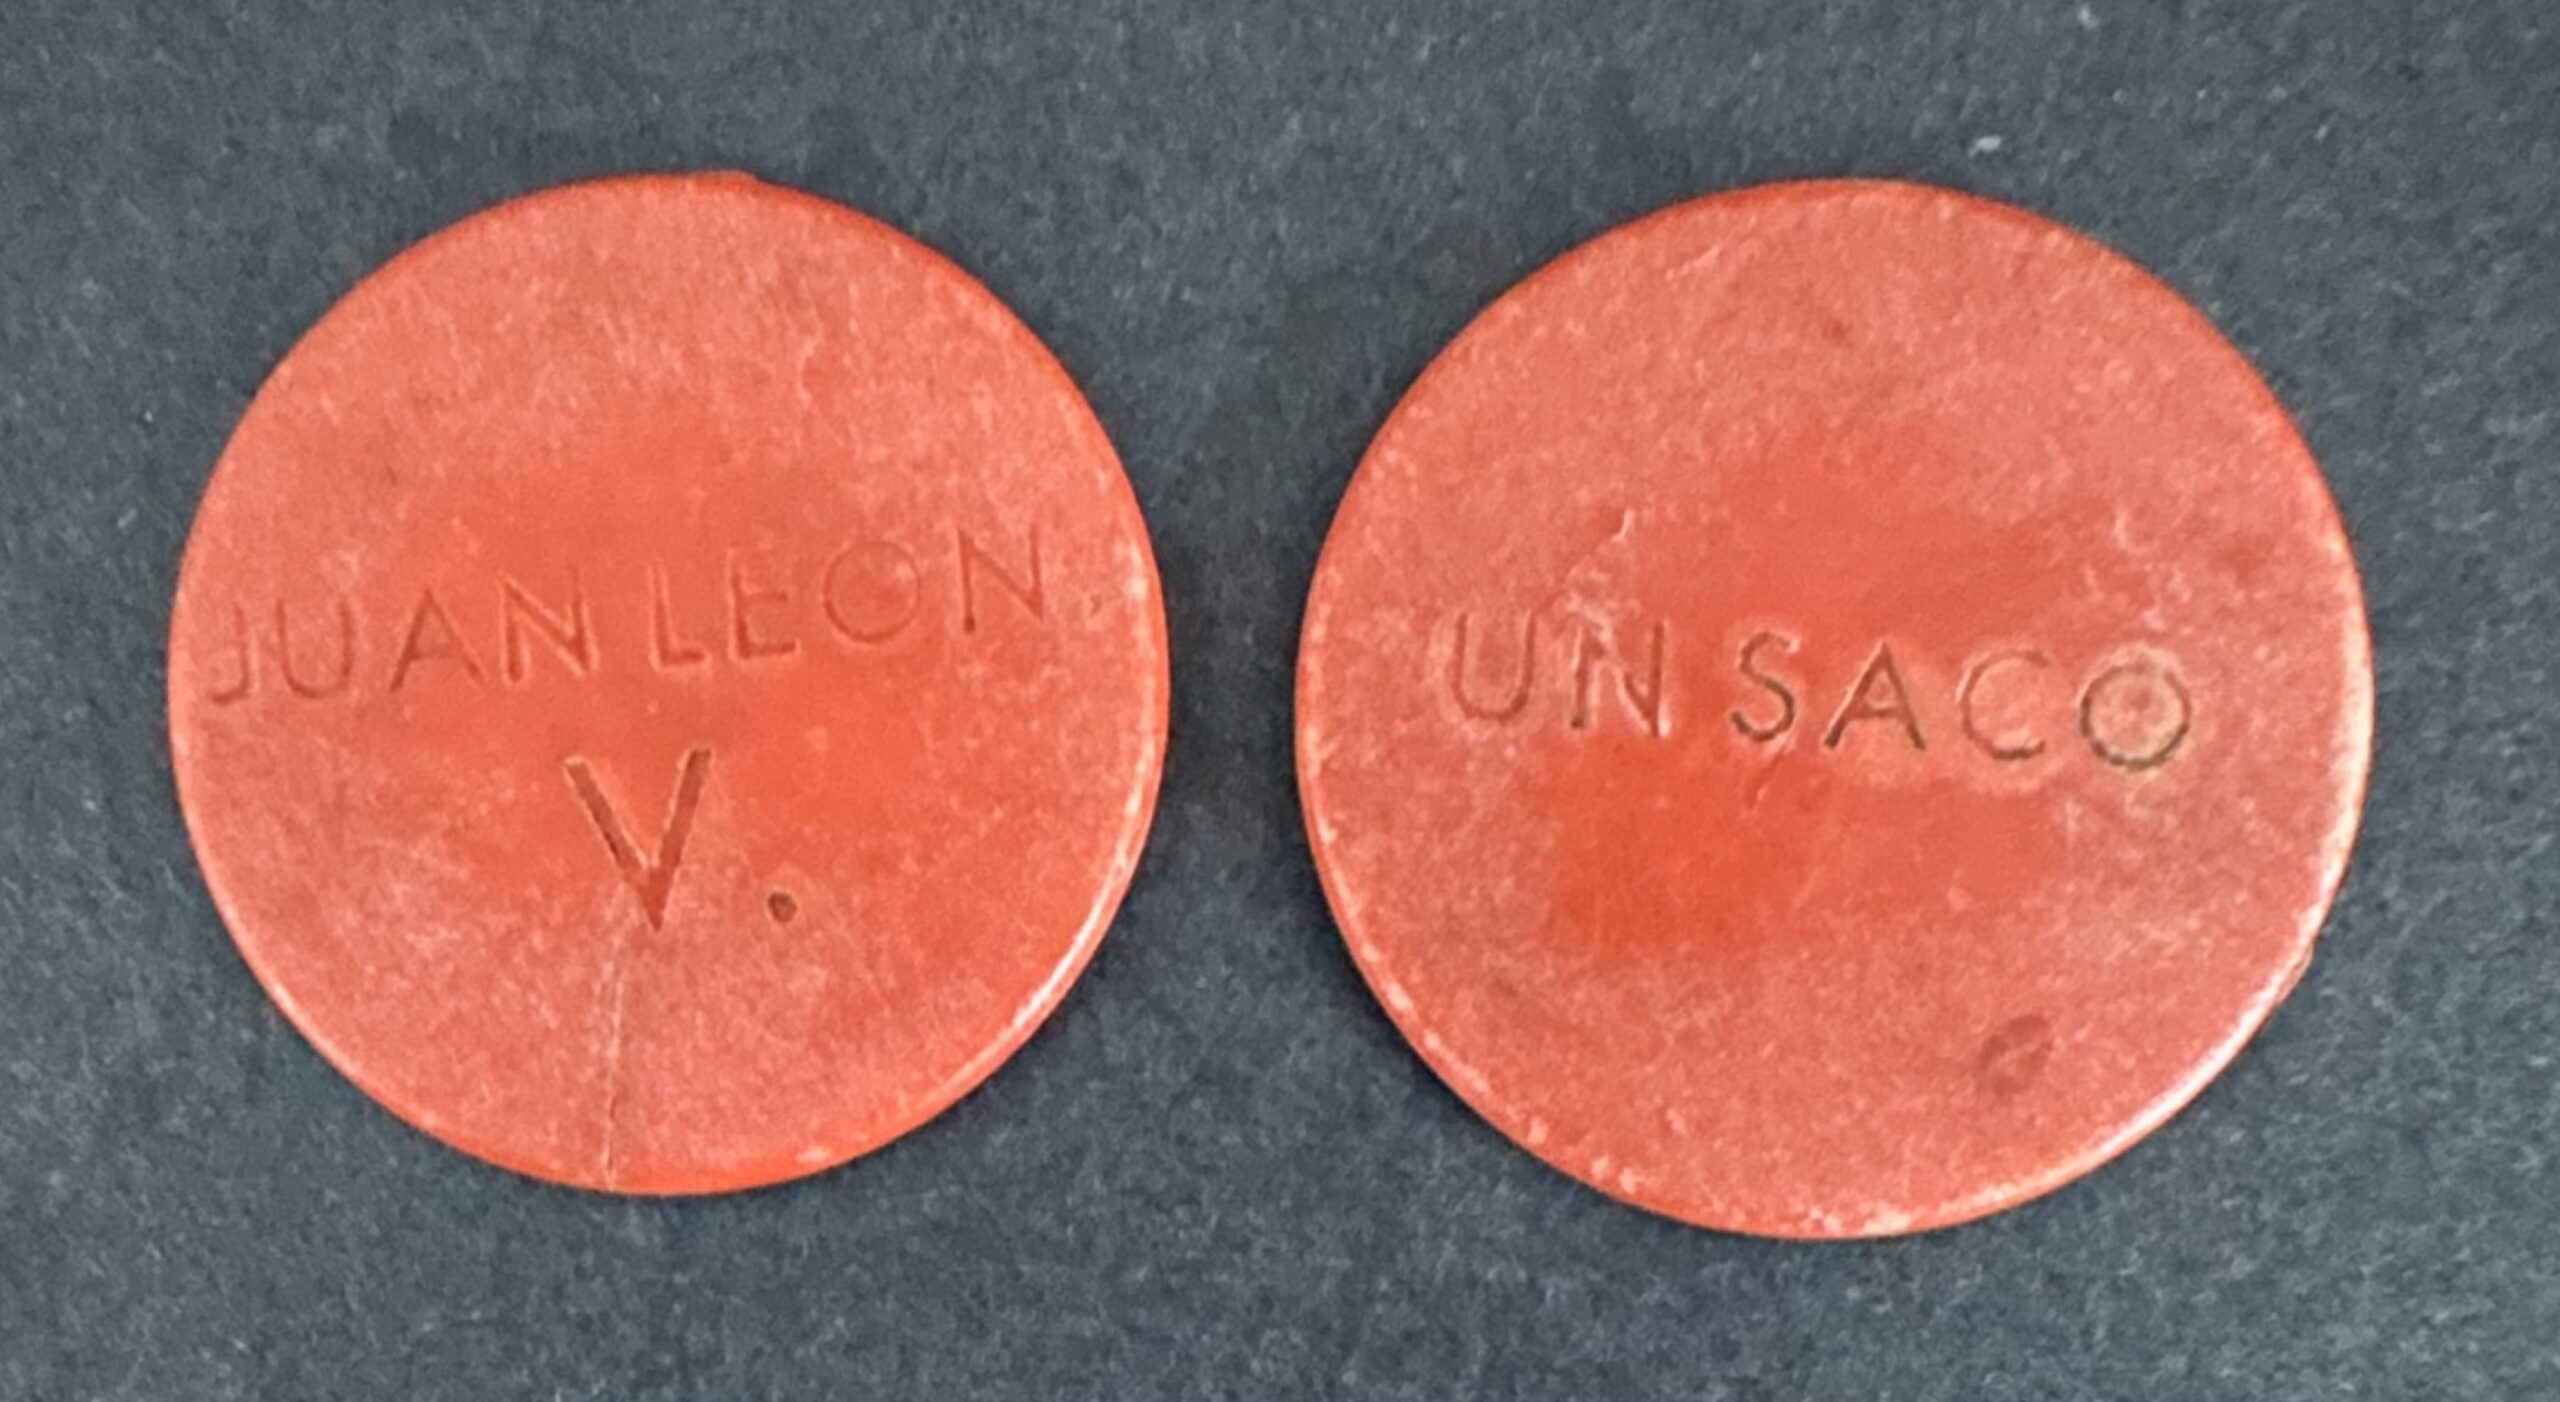 JUAN LEON.
V.
UN SACO